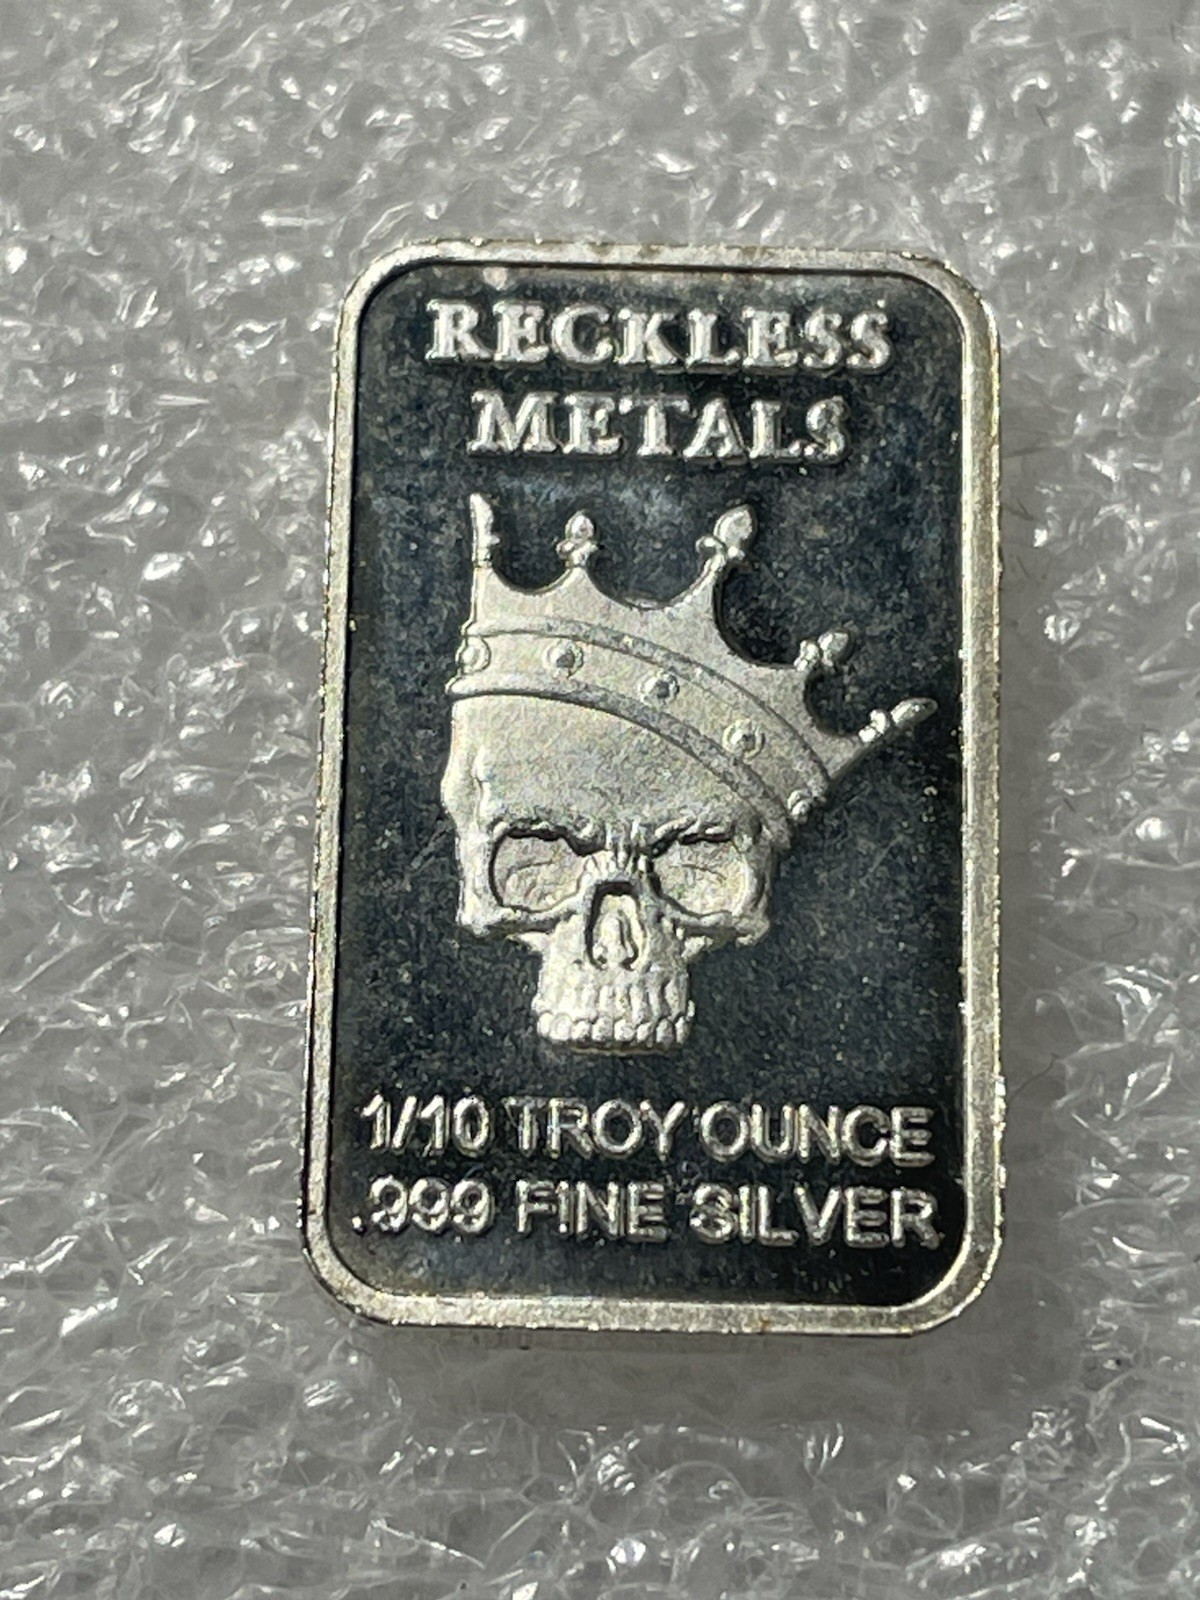 RECKLESS
METALS
1/10 TROY OUNCE
.999 FINE SILVER